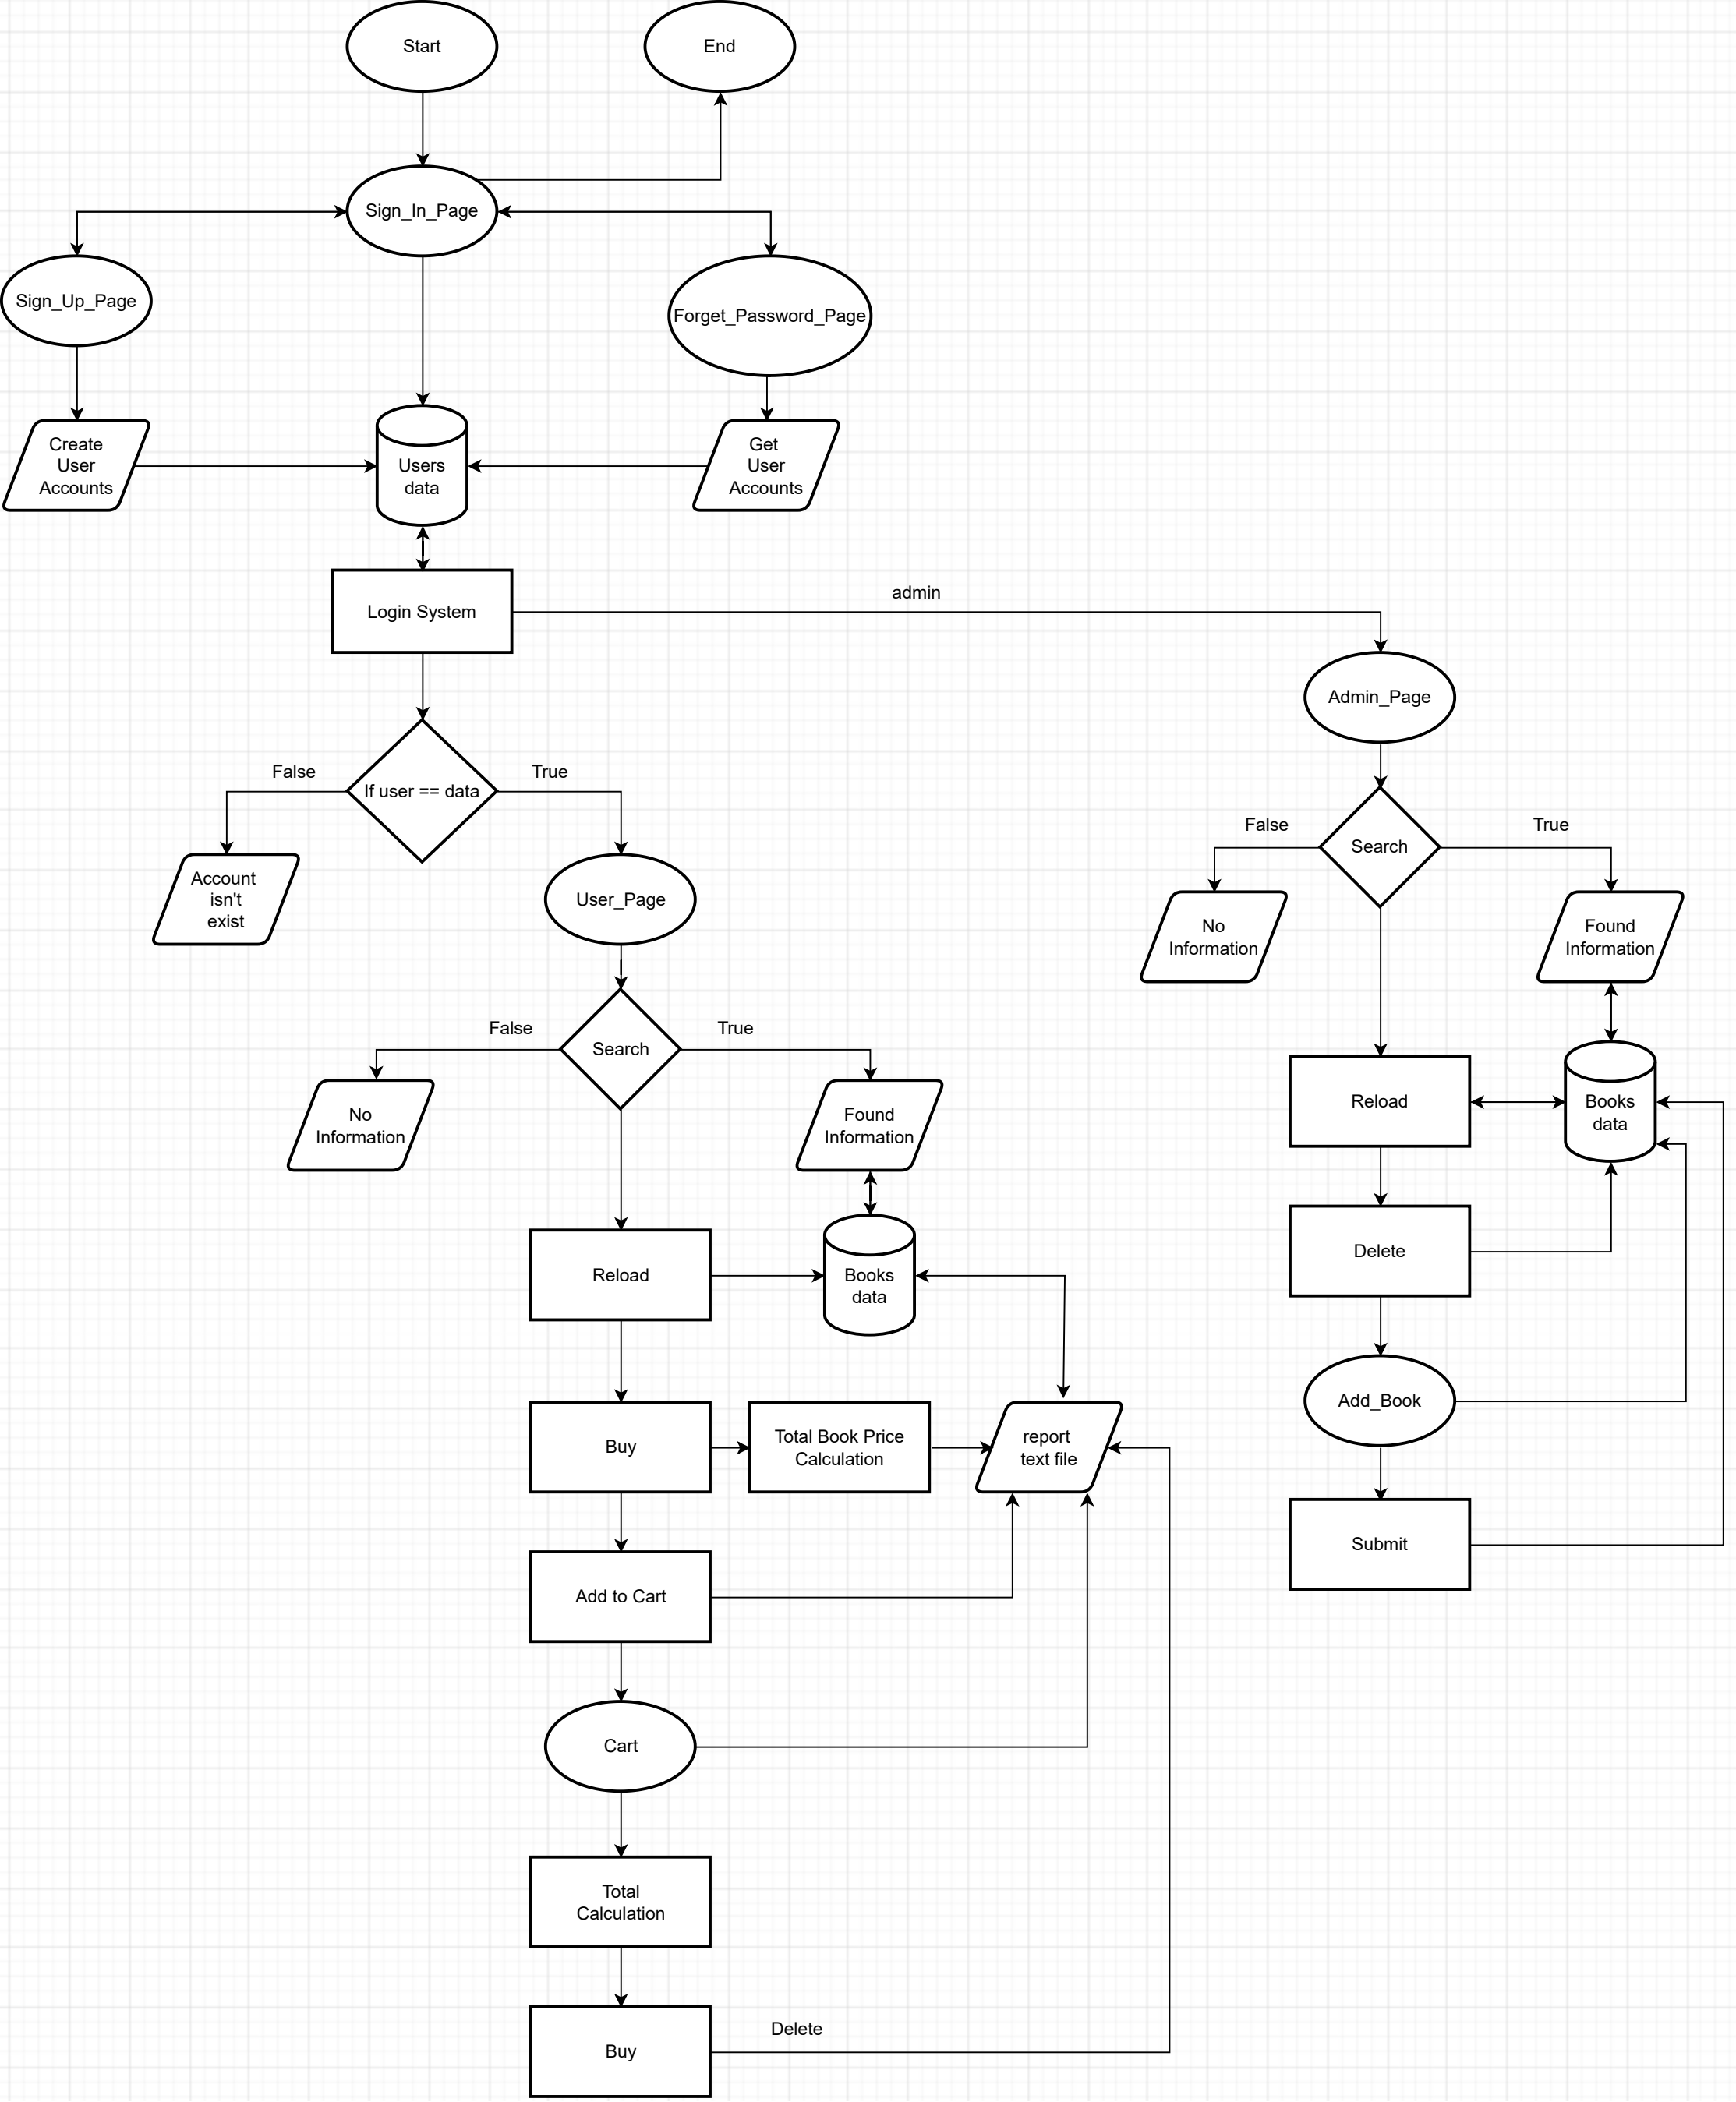 Start
End
Sign_In_Page
Sign_Up_Page
Forget_Password_Page
Create
User
Accounts
Users
data
Get
User
Accounts
Login System
admin
Admin_Page
False
If user == data
True
Account
isn't
exist
User_Page
False
Search
True
No
Information
Found
Information
False
Search
True
No
Information
Found
Information
Reload
Books
data
Reload
Books
data
Delete
Buy
Total Book Price
Calculation
report
text file
Add_Book
Add to Cart
Submit
Cart
Total
Calculation
Buy
Delete